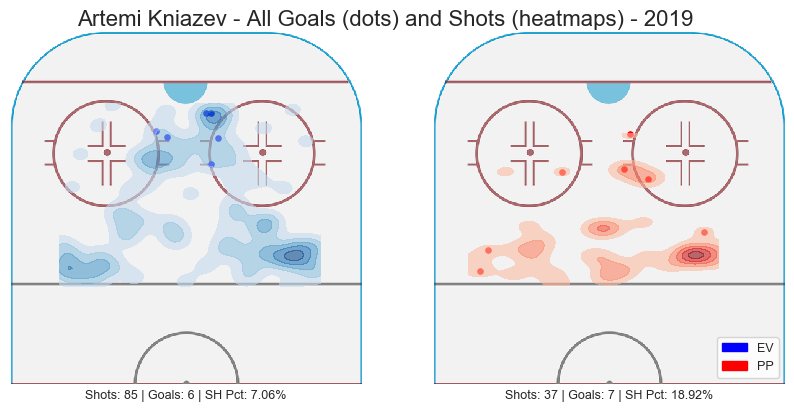 Artemi Kniazev - All Goals (dots) and Shots (heatmaps) - 2019
EV
PP
Shots: 85 | Goals: 6 | SH Pct: 7.06%
Shots: 37 | Goals: 7 | SH Pct: 18.92%